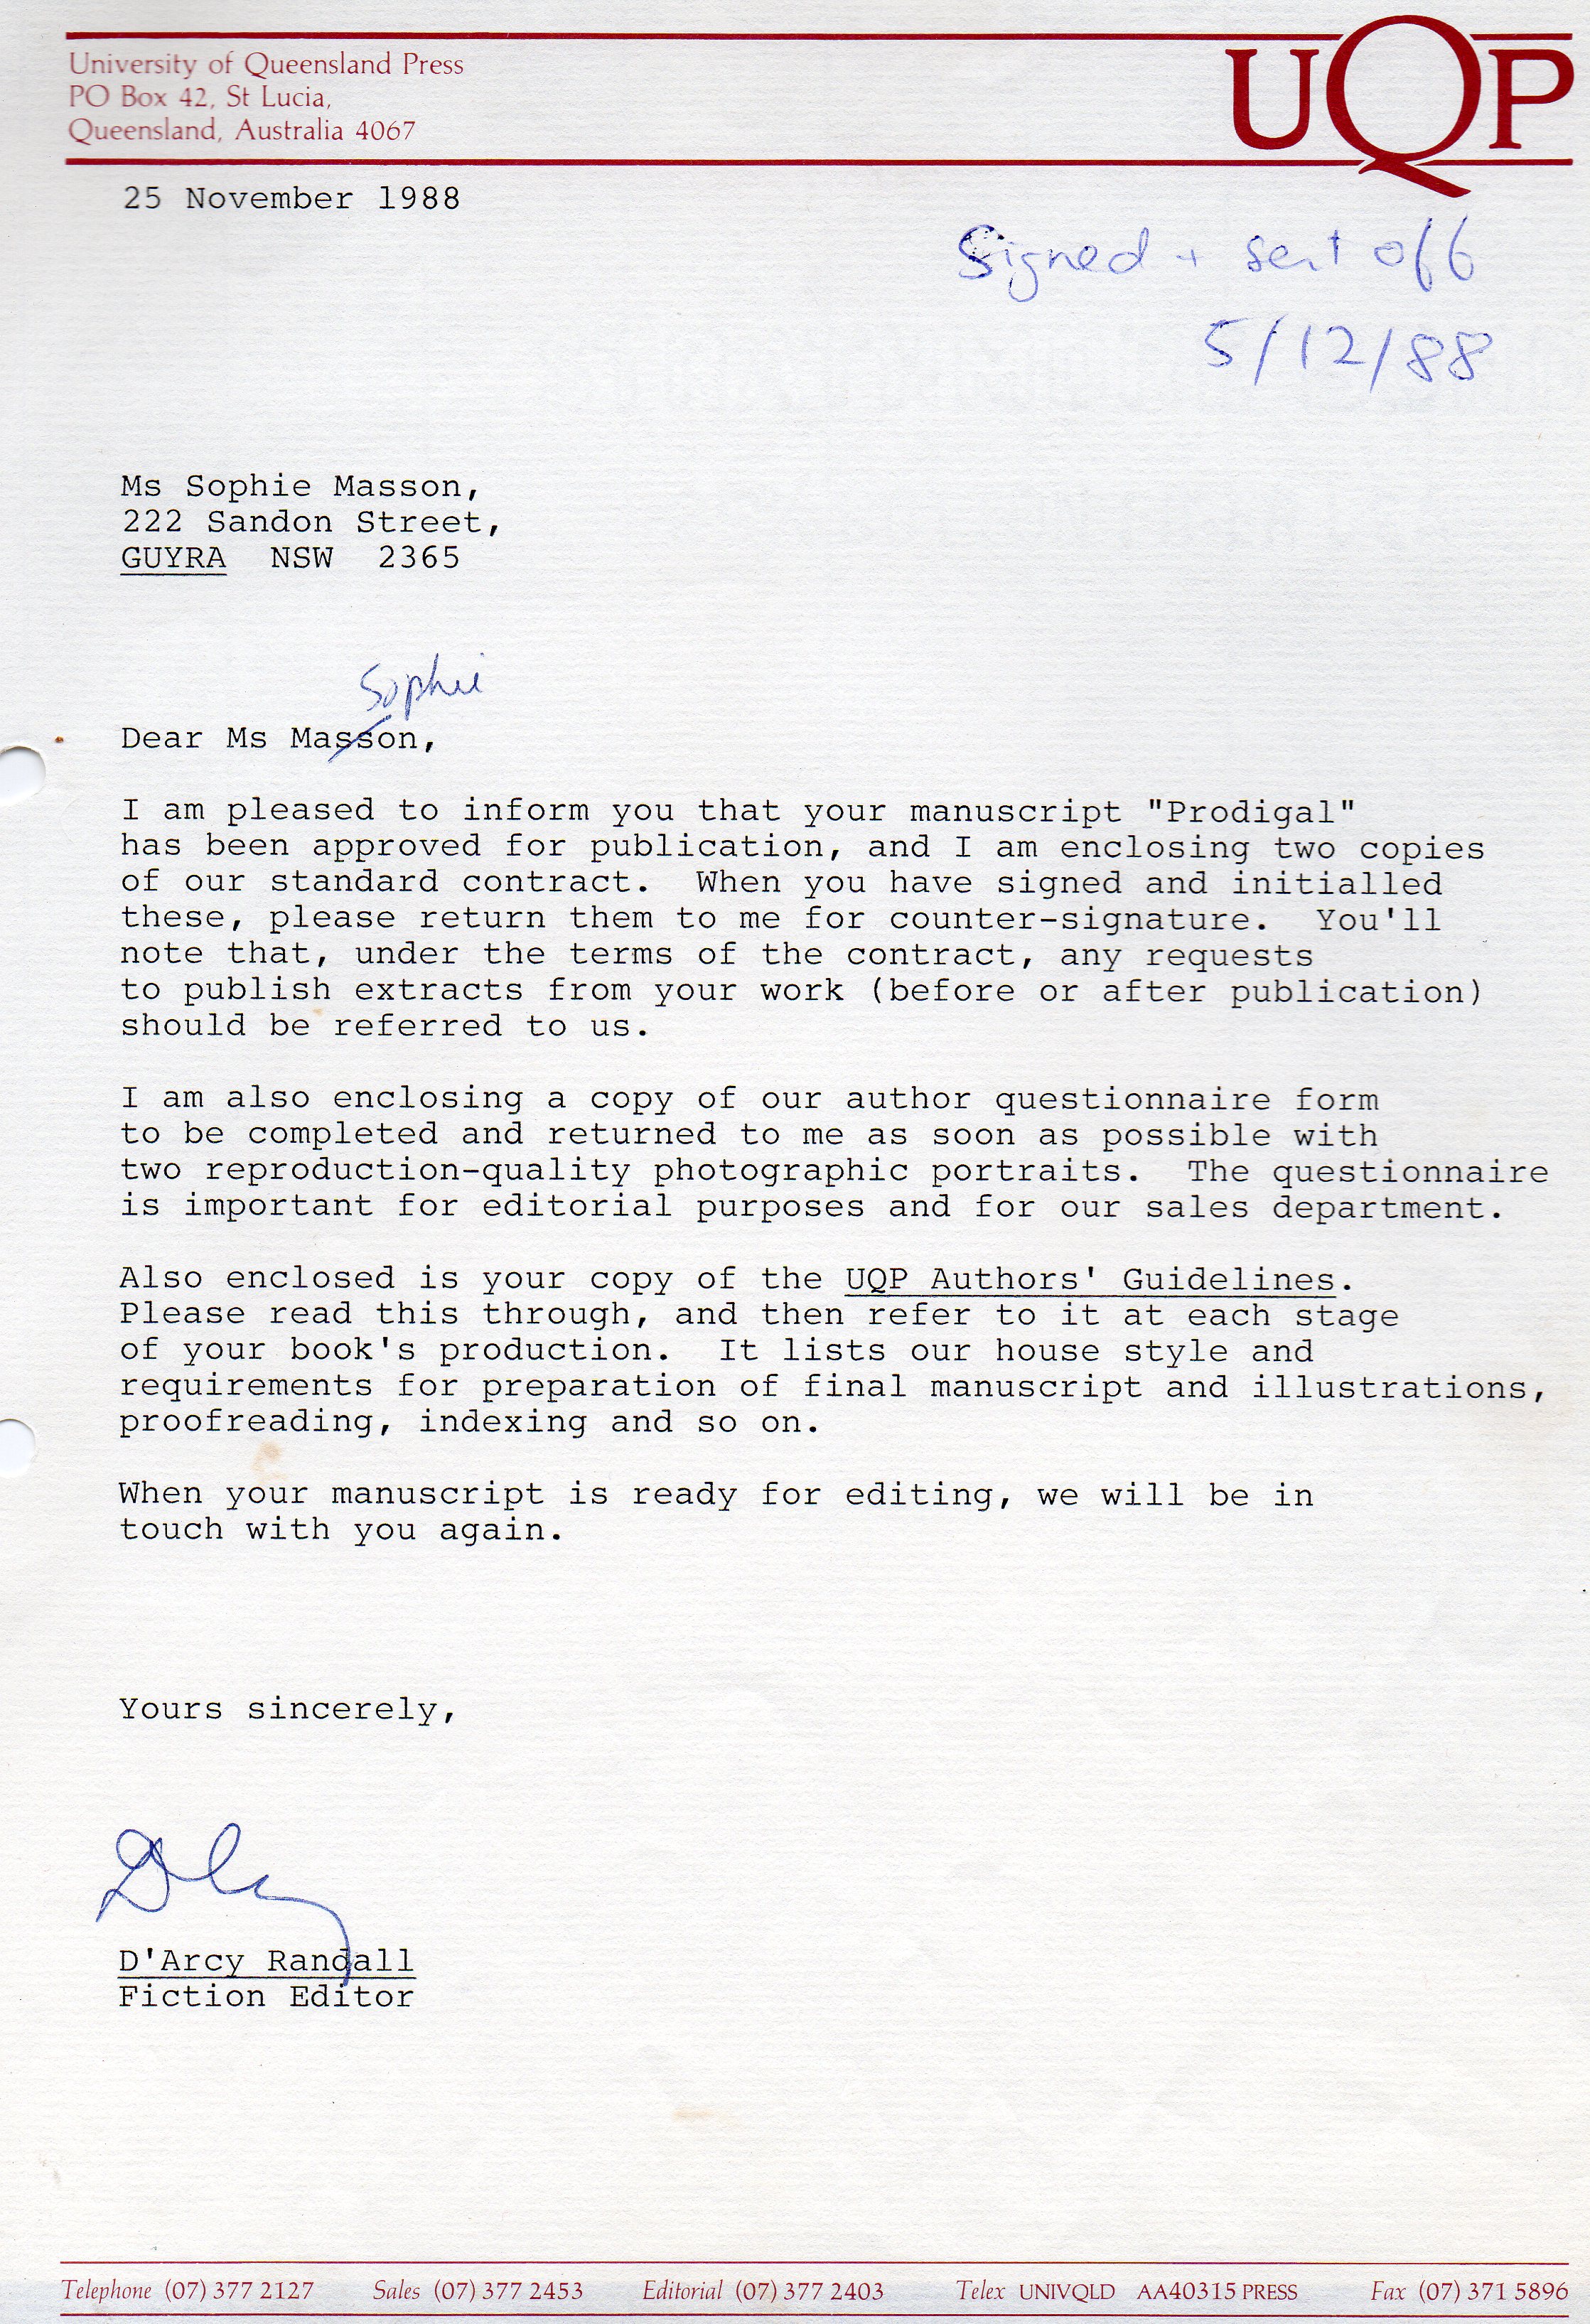 University of Queensland Press
PO Box 42, St Lucia,
Queensland, Australia 4067
UQP
25 November 1988
Signed + sent off
5/12/88
Ms Sophie Masson,
222 Sandon Street,
GUYRA NSW 2365
Sophie
Dear Ms Masson,
I am pleased to inform you that your manuscript "Prodigal"
has been approved for publication, and I am enclosing two copies
of our standard contract. When you have signed and initialled
these, please return them to me for counter-signature. You'll
note that, under the terms of the contract, any requests
to publish extracts from your work (before or after publication)
should be referred to us.
I am also enclosing a copy of our author questionnaire form
to be completed and returned to me as soon as possible with
two reproduction-quality photographic portraits. The questionnaire
is important for editorial purposes and for our sales department.
Also enclosed is your copy of the UQP Authors' Guidelines.
Please read this through, and then refer to it at each stage
of your book's production. It lists our house style and
requirements for preparation of final manuscript and illustrations,
proofreading, indexing and so on.
When your manuscript is ready for editing, we will be in
touch with you again.
Yours sincerely,
D'Arcy Randall
Fiction Editor
Telephone (07) 377 2127 Sales (07) 377 2453 Editorial (07) 377 2403 Telex UNIVQLD AA40315 PRESS Fax (07) 371 5896